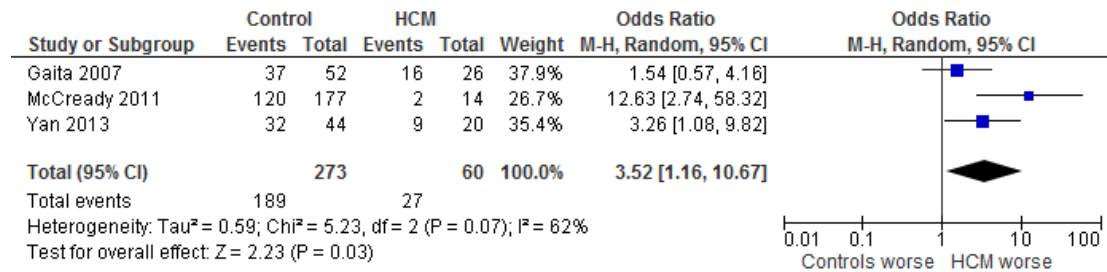 Control HCM Odds Ratio Odds Ratio
Study or Subgroup Events Total Events Total Weight M-H, Random, 95% CI M-H, Random, 95% CI
Gaita 2007 37 52 16 26 37.9% 1.54 [0.57, 4.16]
McCready 2011 120 177 2 14 26.7% 12.63 [2.74, 58.32]
Yan 2013 32 44 9 20 35.4% 3.26 [1.08, 9.82]
Total (95% CI) 273 60 100.0% 3.52 [1.16, 10.67]
Total events 189 27
Heterogeneity: Tau² = 0.59; Chi² = 5.23, df = 2 (P = 0.07); I² = 62%
Test for overall effect: Z = 2.23 (P = 0.03)
0.01 0.1 1 10 100
Controls worse HCM worse